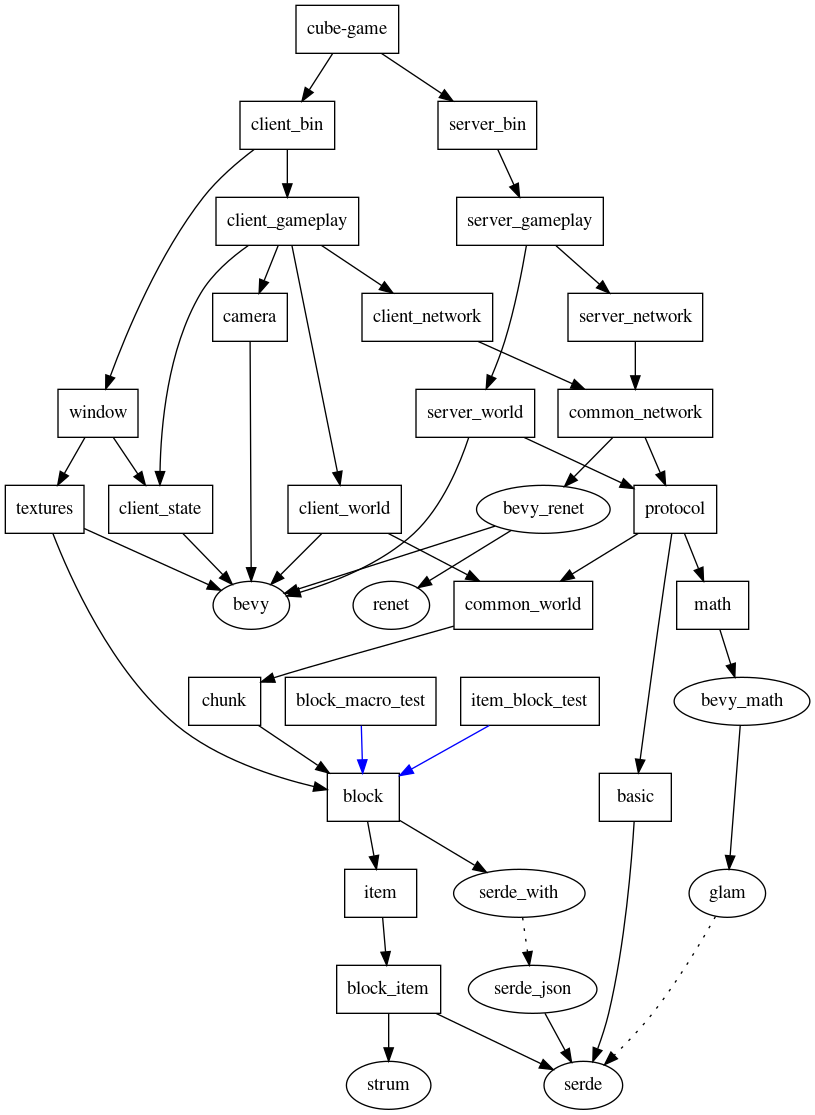 cube-game
client_bin
server_bin
client_gameplay
server_gameplay
camera
client_network
server_network
window
server_world
common_network
textures
client_state
client_world
bevy_renet
protocol
bevy
renet
common_world
math
chunk
block_macro_test
item_block_test
bevy_math
block
basic
item
serde_with
glam
block_item
serde_json
strum
serde